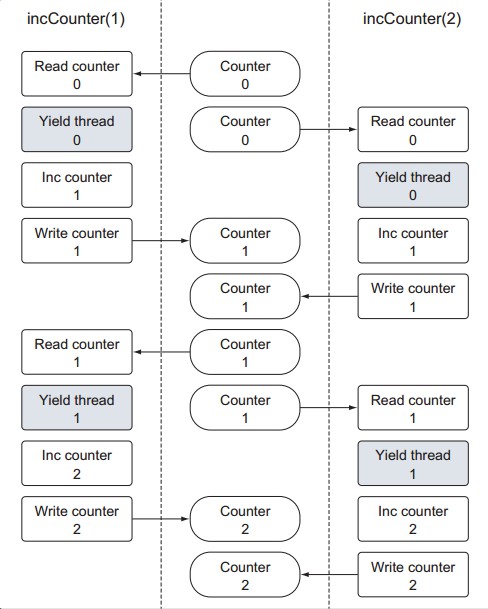 incCounter(1)
incCounter(2)
Read counter
0
Counter
0
Yield thread
0
Counter
0
Read counter
0
Inc counter
1
Yield thread
0
Write counter
1
Counter
1
Inc counter
1
Counter
1
Write counter
1
Read counter
1
Counter
1
Yield thread
1
Counter
1
Read counter
1
Inc counter
2
Yield thread
1
Write counter
2
Counter
2
Inc counter
2
Counter
2
Write counter
2